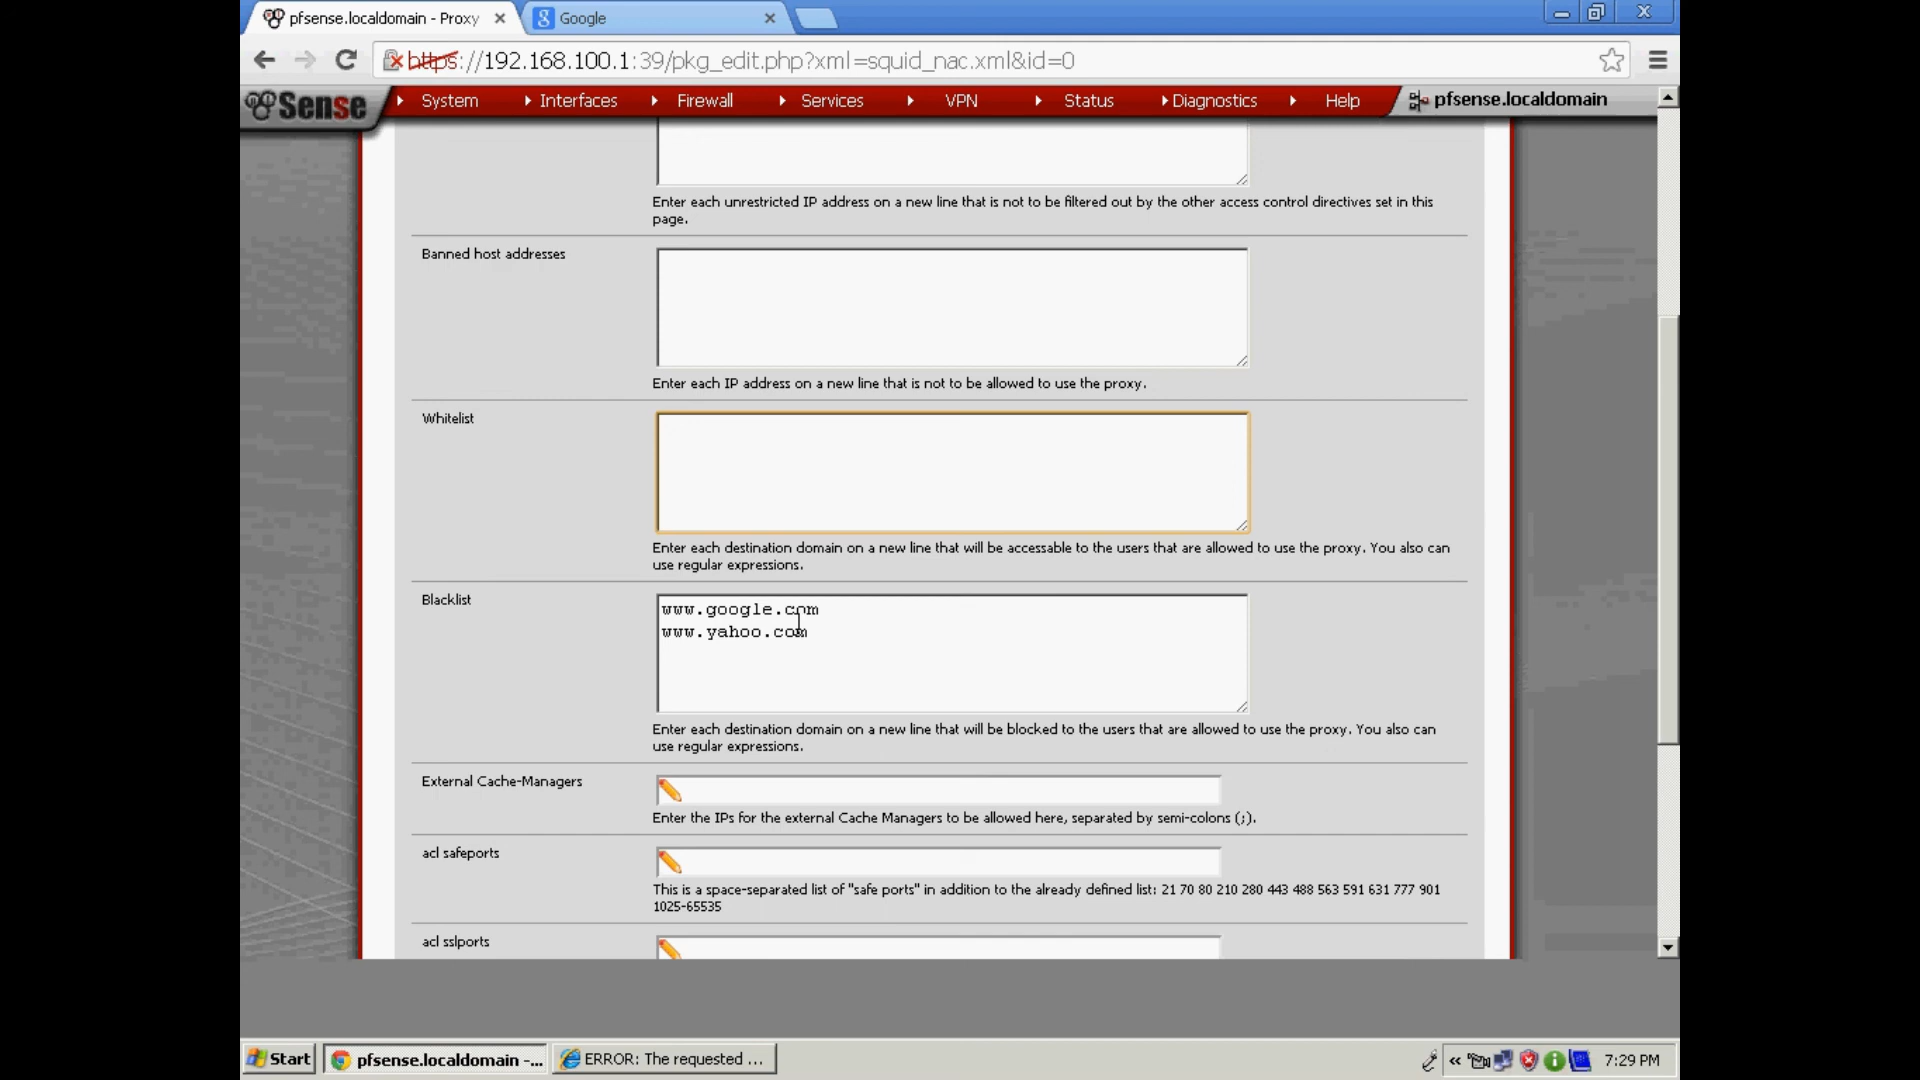 pfsense.localdomain - Proxy
Google
https://192.168.100.1:39/pkg_edit.php?xml=squid_nac.xml&id=0
Sense
System
Interfaces
Firewall
Services
VPN
Status
Diagnostics
Help
pfsense.localdomain
Enter each unrestricted IP address on a new line that is not to be filtered out by the other access control directives set in this
page.
Banned host addresses
Enter each IP address on a new line that is not to be allowed to use the proxy.
Whitelist
Enter each destination domain on a new line that will be accessable to the users that are allowed to use the proxy. You also can
use regular expressions.
Blacklist
www.google.com
www.yahoo.com
Enter each destination domain on a new line that will be blocked to the users that are allowed to use the proxy. You also can
use regular expressions.
External Cache-Managers
Enter the IPs for the external Cache Managers to be allowed here, separated by semi-colons (;).
acl safeports
This is a space-separated list of "safe ports" in addition to the already defined list: 21 70 80 210 280 443 488 563 591 631 777 901
1025-65535
acl sslports
Start
pfsense.localdomain -...
ERROR: The requested ...
7:29 PM